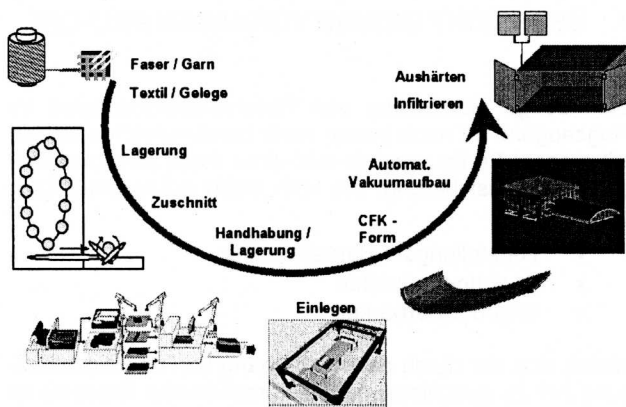 Faser / Garn
Textil / Gelege
Lagerung
Zuschnitt
Handhabung /
Lagerung
Einlegen
CFK -
Form
Automat.
Vakuumaufbau
Infiltrieren
Aushärten